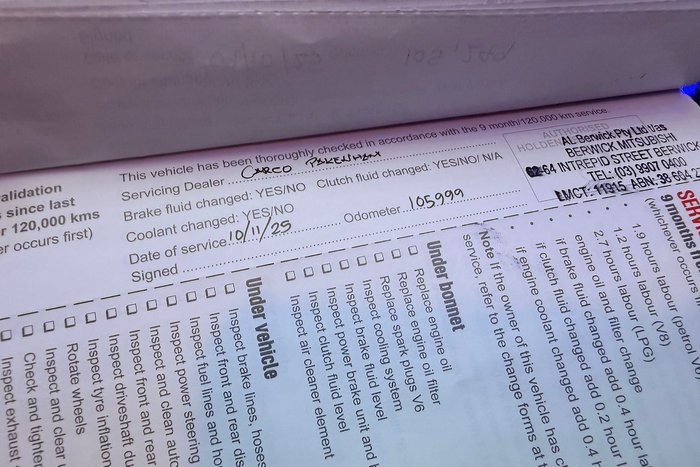 This vehicle has been thoroughly checked in accordance with the 9 month/120,000 km service.
Servicing Dealer CARCO PAKENHAM
Brake fluid changed: YES/NO Clutch fluid changed: YES/NO/ N/A
Coolant changed: YES/NO
Date of service 10/11/25 Odometer 105999
Signed
AUTHORISED
HOLDEN
AL Berwick Pty Ltd t/as
BERWICK MITSUBISHI
62-64 INTREPID STREET BERWICK
TEL: (03) 9907 0400
LMCT: 11915 ABN: 38 604 2
alidation
s since last
r 120,000 kms
er occurs first)
SERV
9 months
(whichever occurs
1.9 hours labour (petrol V6
1.2 hours labour (V8)
2.7 hours labour (LPG)
engine oil and filter change
if brake fluid changed add 0.4 hour la
if clutch fluid changed add 0.2 hour l
if engine coolant changed add 0.4
Note If the owner of this vehicle has c
service, refer to the change forms at
Under bonnet
Replace engine oil
Replace engine oil filter
Replace spark plugs V6
Inspect cooling system
Inspect brake fluid level
Inspect power brake unit and h
Inspect clutch fluid level
Inspect air cleaner element
Under vehicle
Inspect brake lines, hoses
Inspect front and rear dis
Inspect fuel lines and ho
Inspect power steering
Inspect and clean auto
Inspect front and rear
Inspect driveshaft du
Inspect tyre inflation
Rotate wheels
Inspect and clear v
Check and tighte
Inspect exhaust